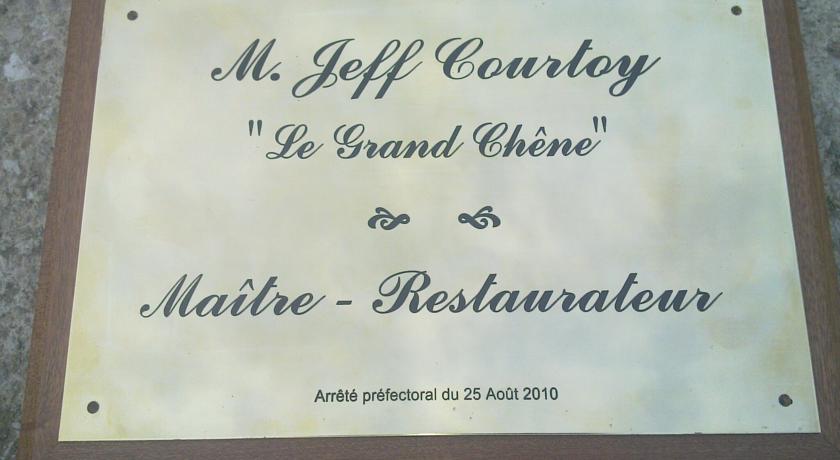 M. Jeff Courtoy
"Le Grand Chêne"
Maître - Restaurateur
Arrêté préfectoral du 25 Août 2010